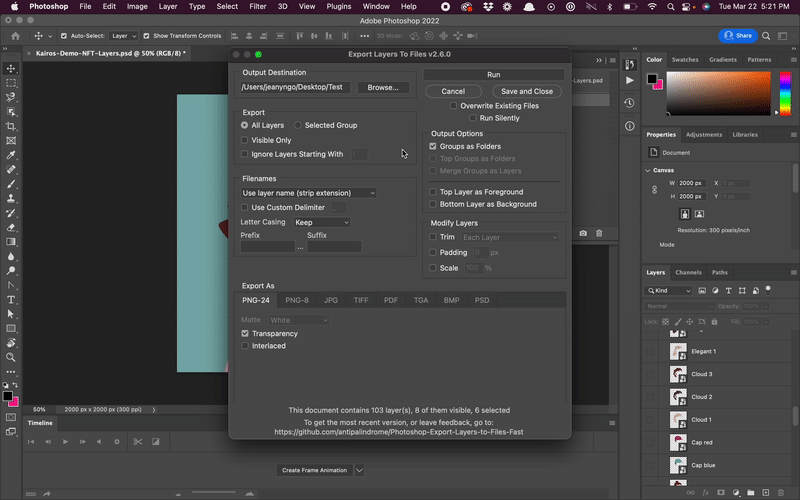 Photoshop File Edit Image Layer Type Select Filter 3D View Plugins Window Help Tue Mar 22 5:21 PM
Adobe Photoshop 2022
Auto-Select: Layer Show Transform Controls 3D Mode: Share
Kairos-Demo-NFT-Layers.psd @ 50% (RGB/8) *
Export Layers To Files v2.6.0
Output Destination
/Users/jeanyngo/Desktop/Test Browse...
Run
Cancel Save and Close
Overwrite Existing Files
Run Silently
Export
All Layers Selected Group
Visible Only
Ignore Layers Starting With
Output Options
Groups as Folders
Top Groups as Folders
Merge Groups as Layers
Top Layer as Foreground
Bottom Layer as Background
Filenames
Use layer name (strip extension)
Use Custom Delimiter
Letter Casing Keep
Prefix Suffix
...
Modify Layers
Trim Each Layer
Padding 0 px
Scale 100 %
Export As
PNG-24 PNG-8 JPG TIFF PDF TGA BMP PSD
Matte White
Transparency
Interlaced
This document contains 103 layer(s), 8 of them visible, 6 selected
To get the most recent version, or leave feedback, go to:
https://github.com/antipalindrome/Photoshop-Export-Layers-to-Files-Fast
50% 2000 px x 2000 px (300 ppi)
Timeline
Create Frame Animation
Layers.psd
Color Swatches Gradients Patterns
Properties Adjustments Libraries
Document
Canvas
W 2000 px X
H 2000 px Y
Resolution: 300 pixels/inch
Mode
Layers Channels Paths
Kind
Normal Opacity: 100%
Lock: Fill: 100%
Elegant 1
Cloud 3
Cloud 2
Cloud 1
Cap red
Cap blue